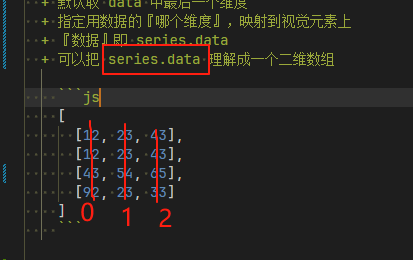 + 默认取 data 中最后一个维度
+ 指定用数据的『哪个维度』，映射到视觉元素上
+ 『数据』即 series.data
+ 可以把 series.data 理解成一个二维数组
```js
[
[12, 23, 43],
[12, 23, 43],
[43, 54, 65],
[92, 23, 33]
]
0 1 2
```